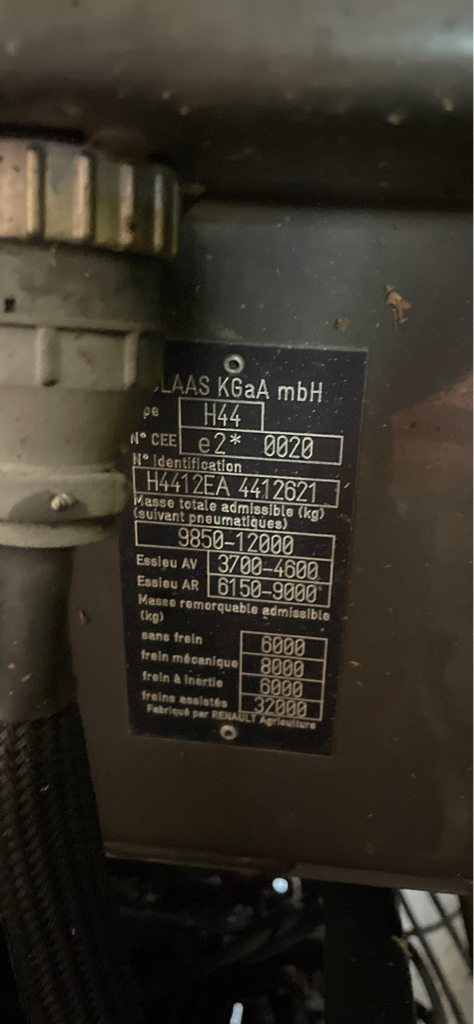 LAAS KGaA mbH
pe H44
N° CEE e2* 0020
N° Identification
H4412EA 4412621
Masse totale admissible (kg)
(suivant pneumatiques)
9850-12000
Essieu AV 3700-4600
Essieu AR 6150-9000
Masse remorquable admissible
(kg)
sans frein 6000
frein mécanique 8000
frein à inertie 6000
freins assistés 32000
Fabriqué par RENAULT Agriculture